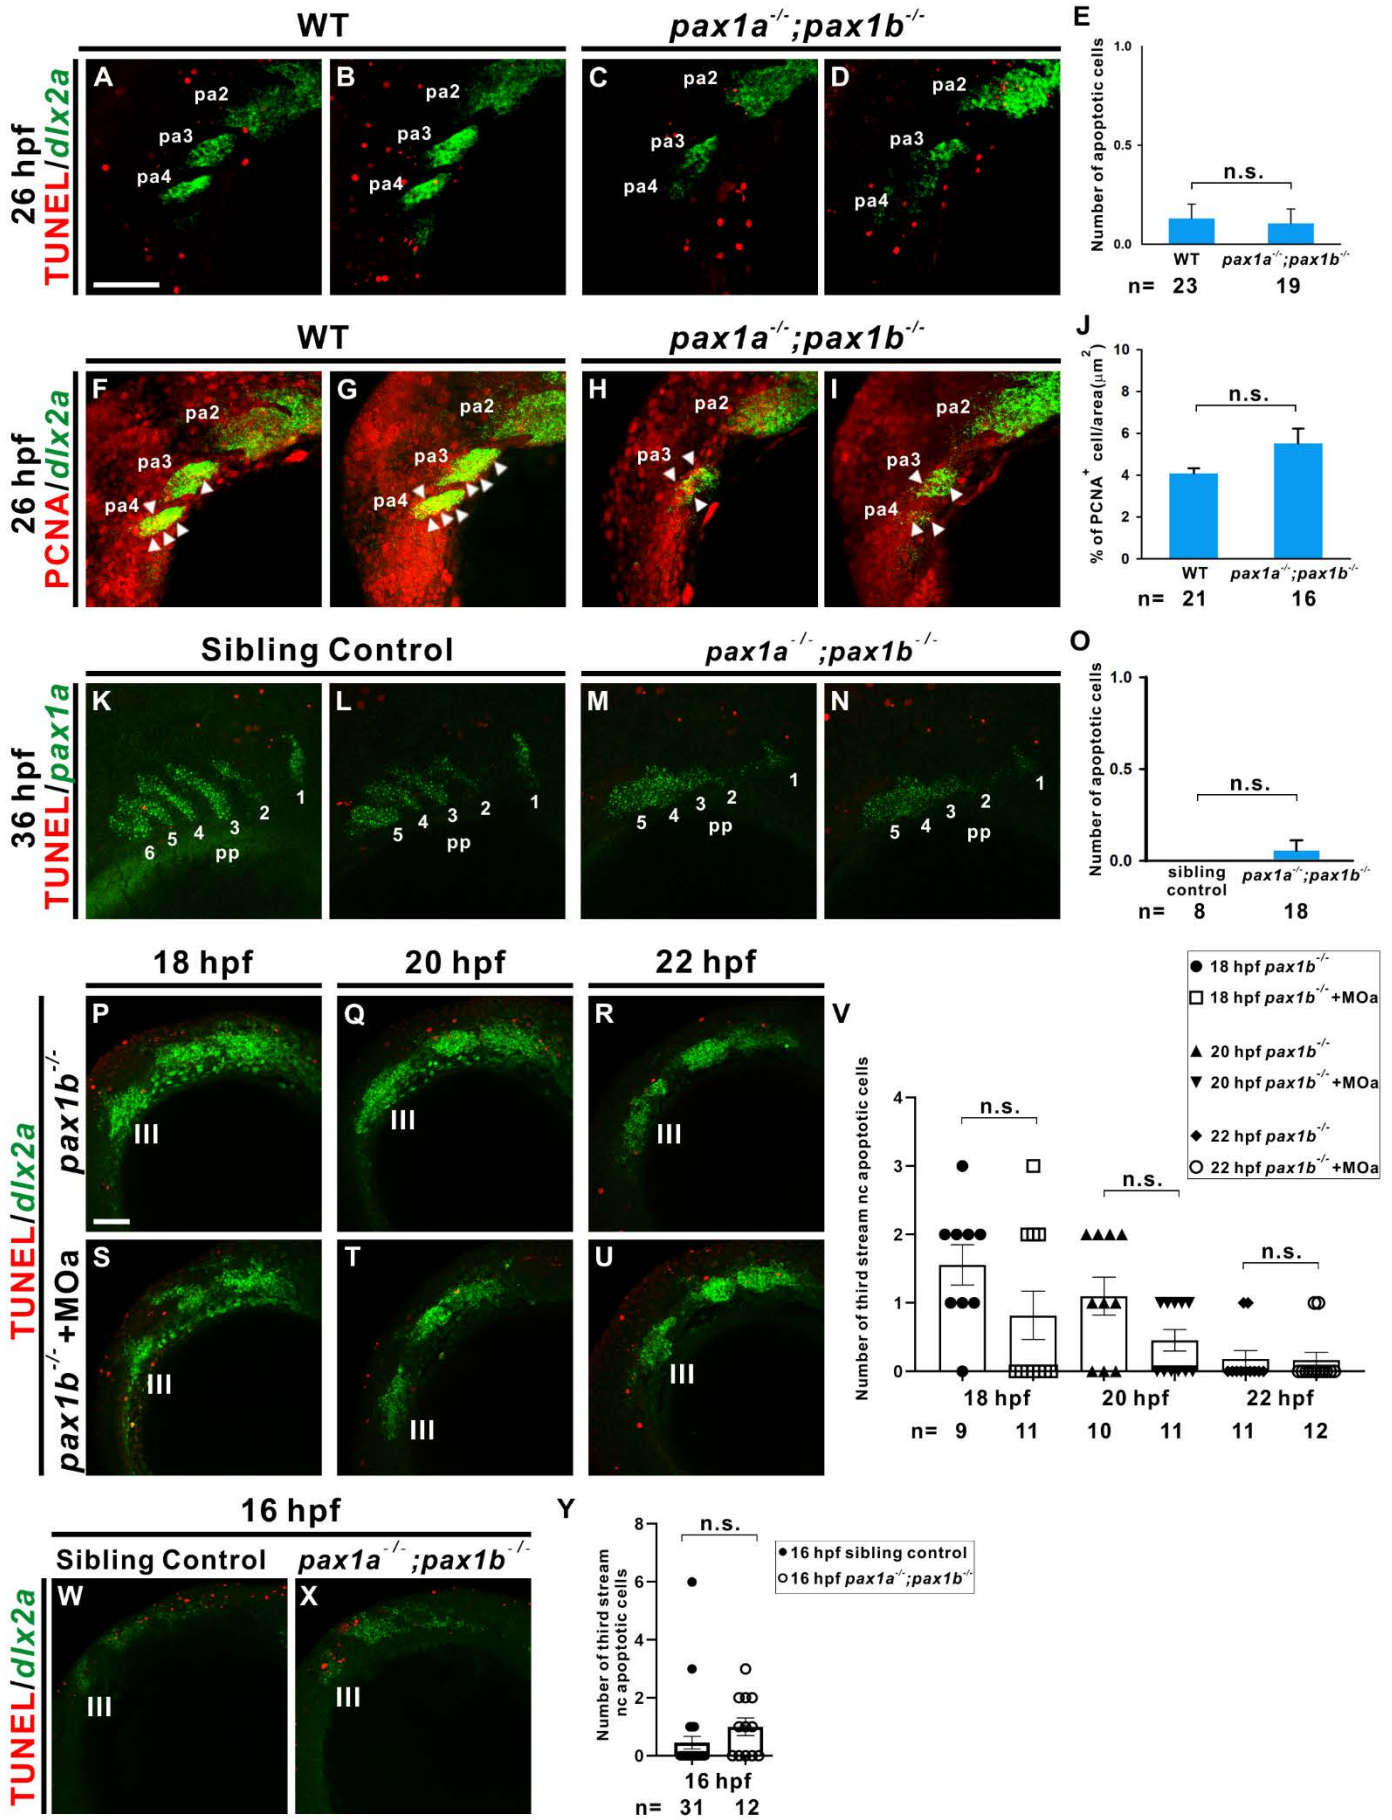 WT
pax1a-/-;pax1b-/-
26 hpf
TUNEL/dlx2a
A
pa2
pa3
pa4
B
pa2
pa3
pa4
C
pa2
pa3
pa4
D
pa2
pa3
pa4
E
Number of apoptotic cells
1.0
0.5
0.0
n.s.
WT
pax1a-/-;pax1b-/-
n= 23 19
WT
pax1a-/-;pax1b-/-
26 hpf
PCNA/dlx2a
F
pa2
pa3
pa4
G
pa2
pa3
pa4
H
pa2
pa3
I
pa2
pa3
pa4
J
% of PCNA+ cell/area(μm2)
10
8
6
4
2
0
n.s.
WT
pax1a-/-;pax1b-/-
n= 21 16
Sibling Control
pax1a-/-;pax1b-/-
36 hpf
TUNEL/pax1a
K
1
2
3
4
5
6
pp
L
1
2
3
4
5
pp
M
1
2
3
4
5
pp
N
1
2
3
4
5
pp
O
Number of apoptotic cells
1.0
0.5
0.0
n.s.
sibling
control
pax1a-/-;pax1b-/-
n= 8 18
18 hpf
20 hpf
22 hpf
TUNEL/dlx2a
pax1b-/-
P
III
Q
III
R
III
pax1b-/-+MOa
S
III
T
III
U
III
V
18 hpf pax1b-/-
18 hpf pax1b-/-+MOa
20 hpf pax1b-/-
20 hpf pax1b-/-+MOa
22 hpf pax1b-/-
22 hpf pax1b-/-+MOa
Number of third stream nc apoptotic cells
4
3
2
1
0
n.s.
n.s.
n.s.
18 hpf 20 hpf 22 hpf
n= 9 11 10 11 11 12
16 hpf
Sibling Control
pax1a-/-;pax1b-/-
TUNEL/dlx2a
W
III
X
III
Y
Number of third stream
nc apoptotic cells
8
6
4
2
0
n.s.
16 hpf sibling control
16 hpf pax1a-/-;pax1b-/-
16 hpf
n= 31 12